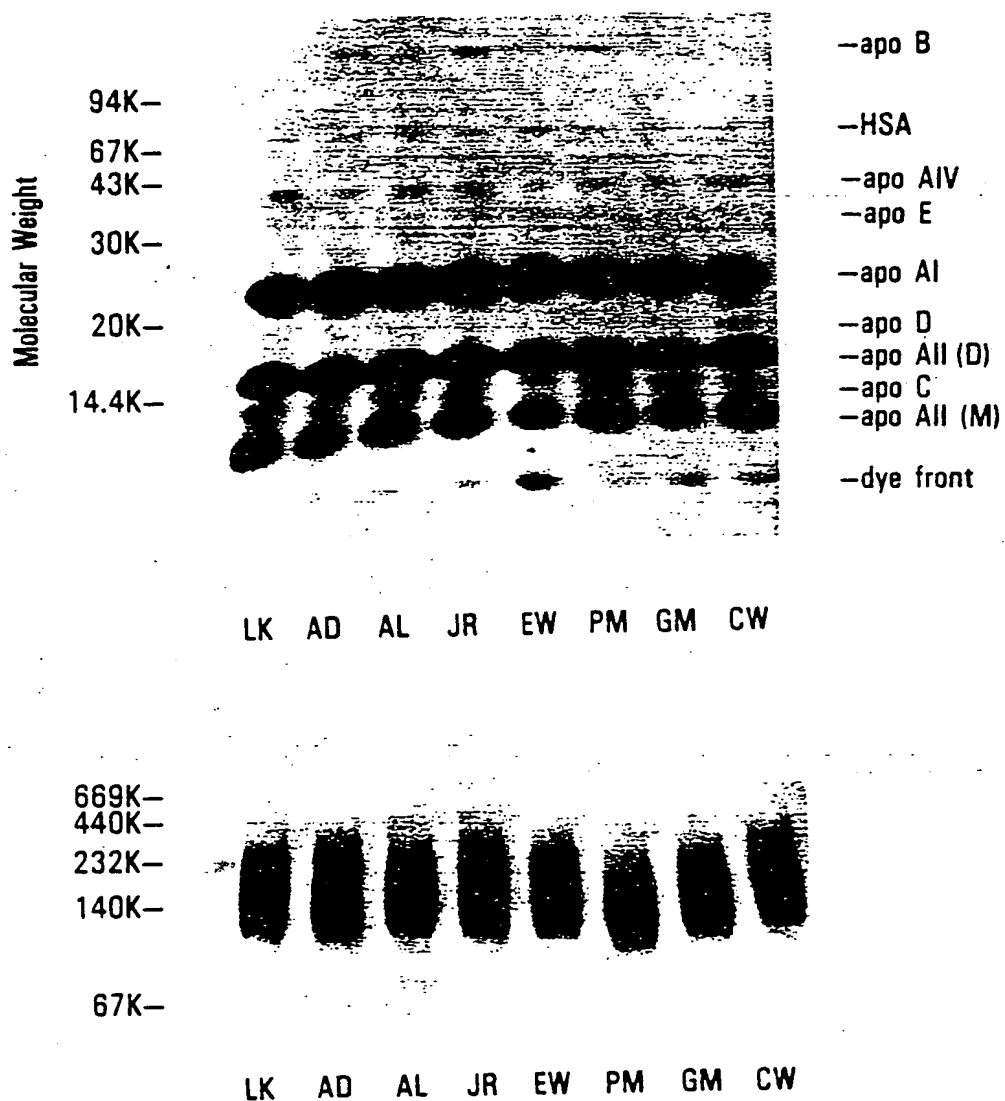 Molecular Weight
94K–
67K–
43K–
30K–
20K–
14.4K–
–apo B
–HSA
–apo AIV
–apo E
–apo AI
–apo D
–apo AII (D)
–apo C
–apo AII (M)
–dye front
LK AD AL JR EW PM GM CW
669K–
440K–
232K–
140K–
67K–
LK AD AL JR EW PM GM CW